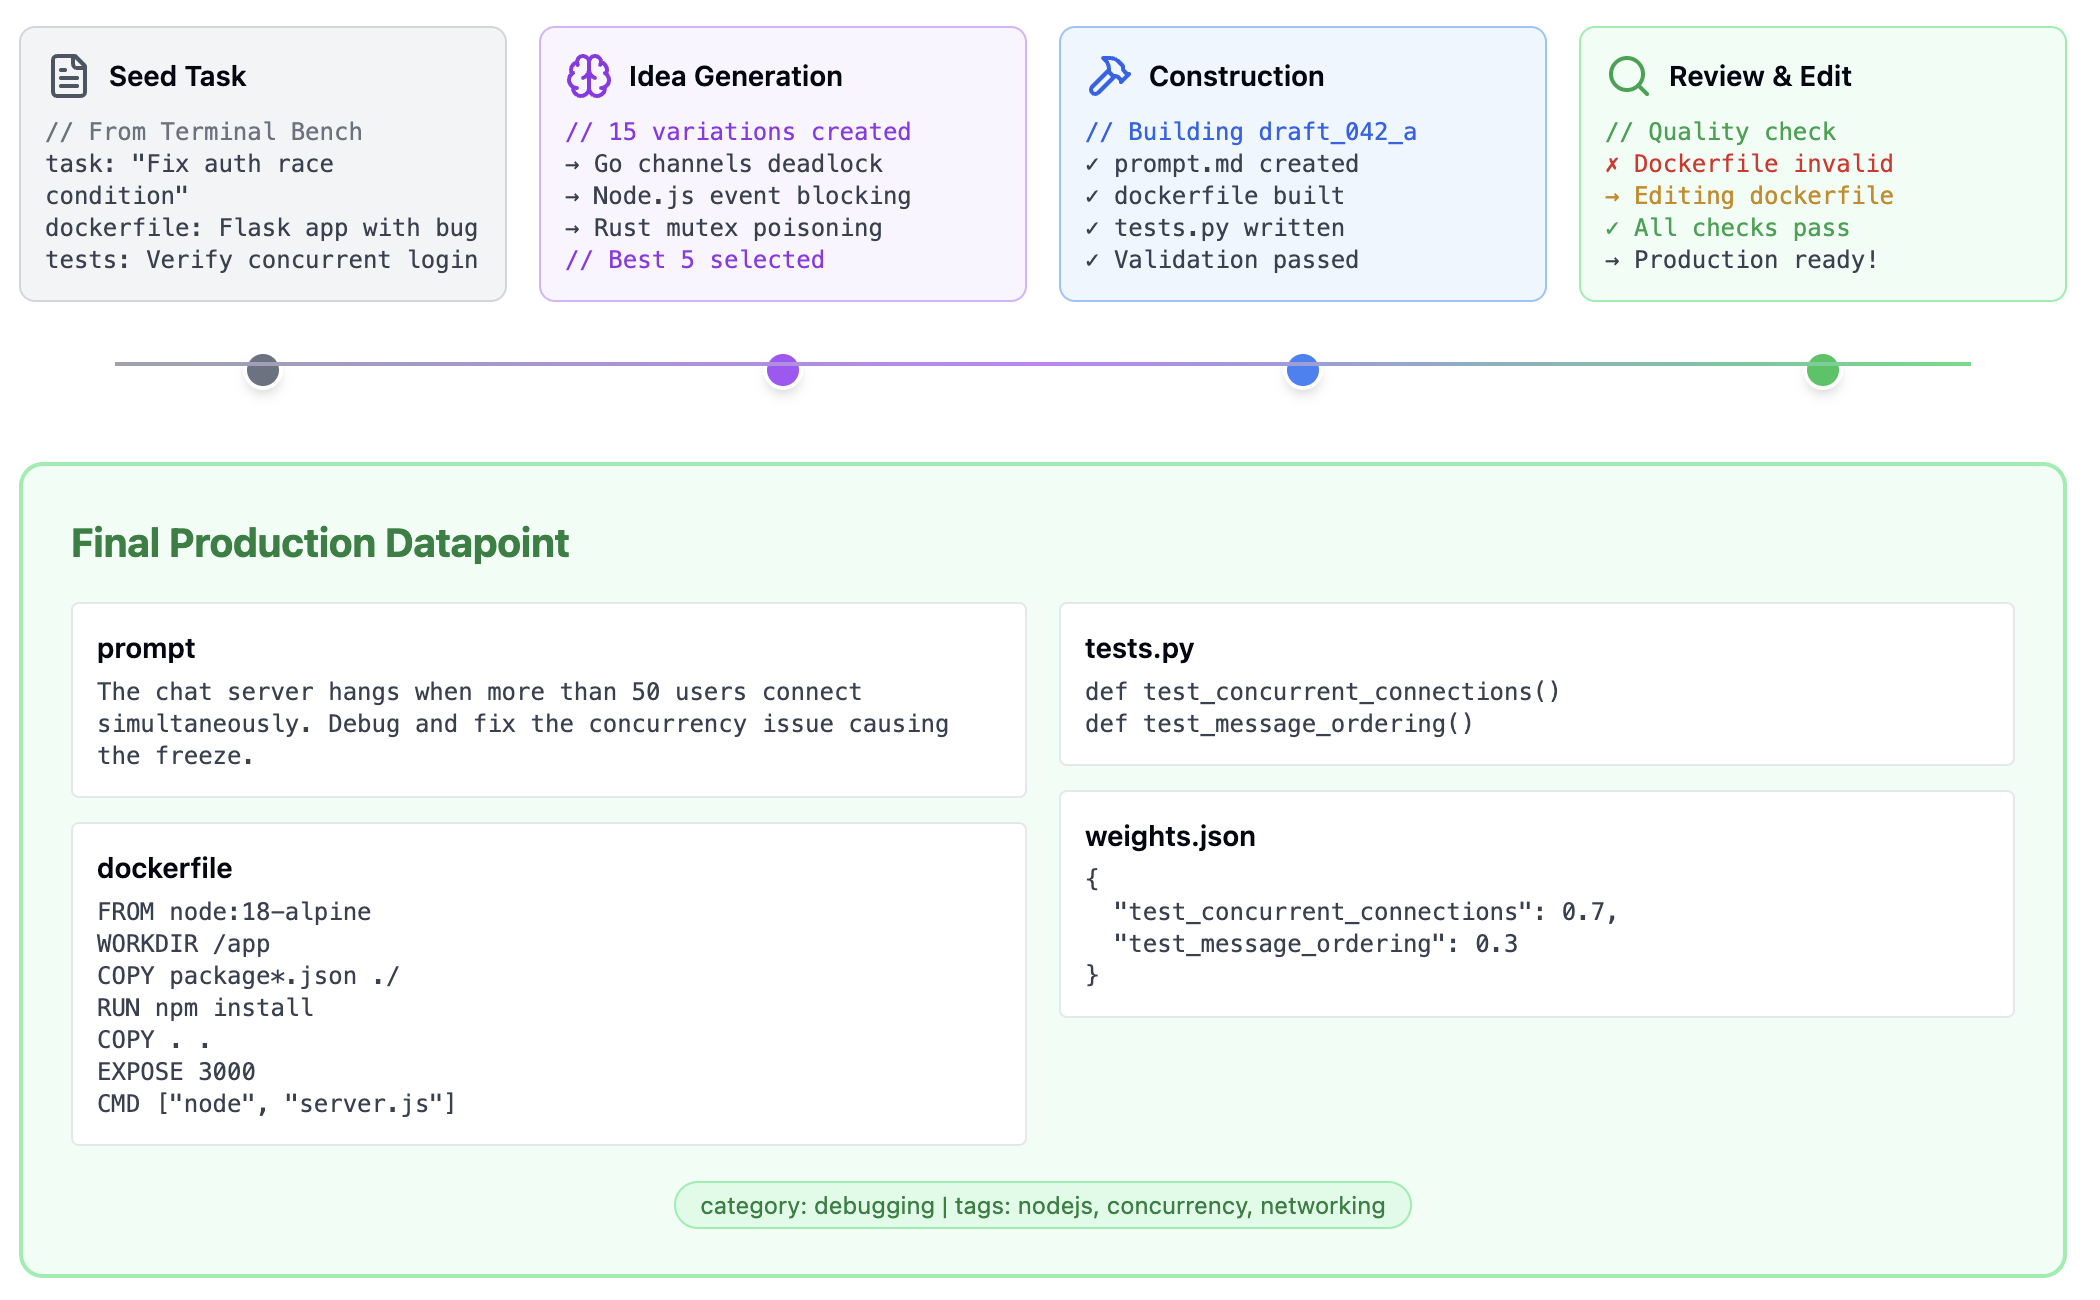 Seed Task
// From Terminal Bench
task: "Fix auth race
condition"
dockerfile: Flask app with bug
tests: Verify concurrent login
Idea Generation
// 15 variations created
→ Go channels deadlock
→ Node.js event blocking
→ Rust mutex poisoning
// Best 5 selected
Construction
// Building draft_042_a
✓ prompt.md created
✓ dockerfile built
✓ tests.py written
✓ Validation passed
Review & Edit
// Quality check
✗ Dockerfile invalid
→ Editing dockerfile
✓ All checks pass
→ Production ready!
Final Production Datapoint
prompt
The chat server hangs when more than 50 users connect
simultaneously. Debug and fix the concurrency issue causing
the freeze.
dockerfile
FROM node:18-alpine
WORKDIR /app
COPY package*.json ./
RUN npm install
COPY . .
EXPOSE 3000
CMD ["node", "server.js"]
tests.py
def test_concurrent_connections()
def test_message_ordering()
weights.json
{
  "test_concurrent_connections": 0.7,
  "test_message_ordering": 0.3
}
category: debugging | tags: nodejs, concurrency, networking